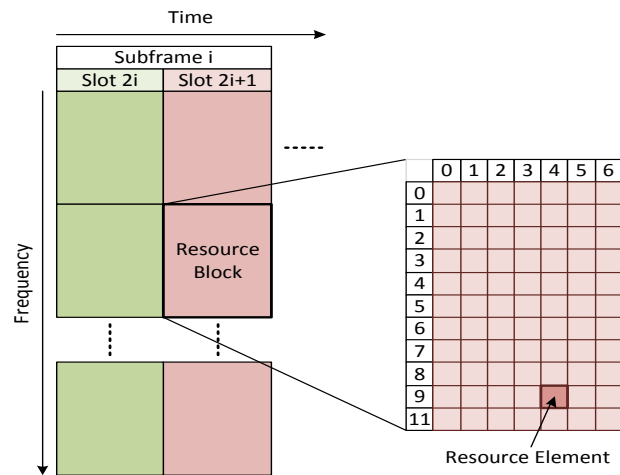 Time
Subframe i
Slot 2i Slot 2i+1
Frequency
Resource
Block
0 1 2 3 4 5 6
0
1
2
3
4
5
6
7
8
9
11
Resource Element